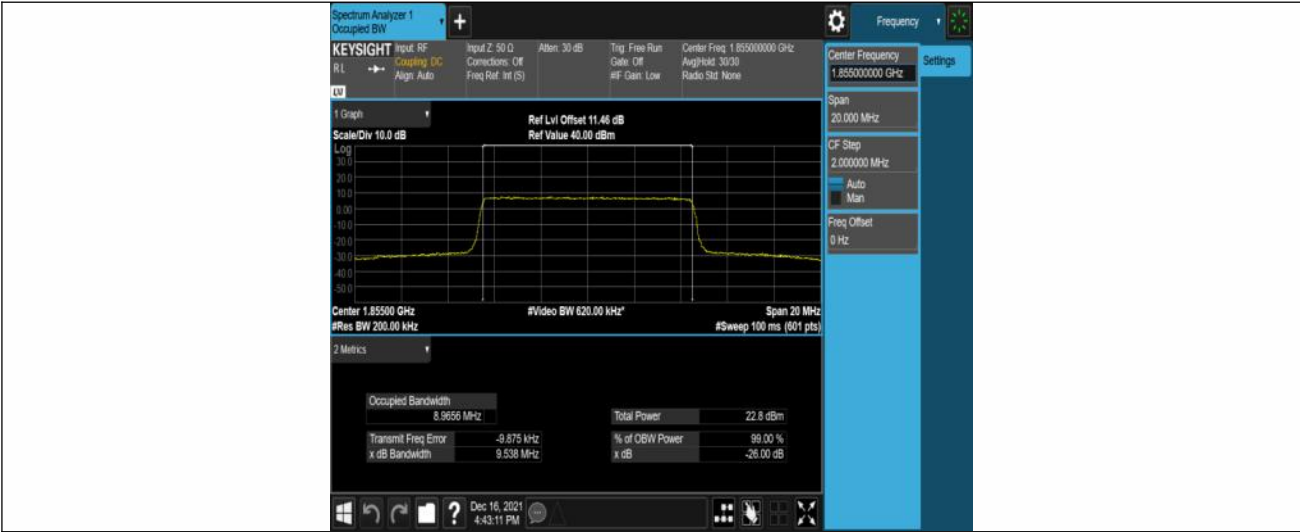 Spectrum Analyzer 1
Occupied BW
+
Frequency
KEYSIGHT
RL
Input: RF
Coupling: DC
Align: Auto
Input Z: 50 Ω
Corrections: Off
Freq Ref: Int (S)
Atten: 30 dB
Trig: Free Run
Gate: Off
#IF Gain: Low
Center Freq: 1.855000000 GHz
Avg|Hold: 30/30
Radio Std: None
LV
1 Graph
Scale/Div 10.0 dB
Ref Lvl Offset 11.46 dB
Ref Value 40.00 dBm
Log
30.0
20.0
10.0
0.00
-10.0
-20.0
-30.0
-40.0
-50.0
Center 1.85500 GHz
#Res BW 200.00 kHz
#Video BW 620.00 kHz*
Span 20 MHz
#Sweep 100 ms (601 pts)
2 Metrics
Occupied Bandwidth
8.9656 MHz
Transmit Freq Error -9.875 kHz
x dB Bandwidth 9.538 MHz
Total Power 22.8 dBm
% of OBW Power 99.00 %
x dB -26.00 dB
?
Dec 16, 2021
4:43:11 PM
Center Frequency
1.855000000 GHz
Settings
Span
20.000 MHz
CF Step
2.000000 MHz
Auto
Man
Freq Offset
0 Hz